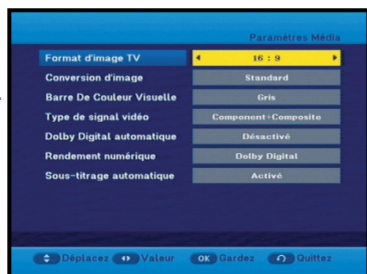 Paramètres Média
Format d'image TV 16 : 9
Conversion d'image Standard
Barre De Couleur Visuelle Gris
Type de signal vidéo Component+Composite
Dolby Digital automatique Désactivé
Rendement numérique Dolby Digital
Sous-titrage automatique Activé
Déplacez Valeur OK Gardez Quittez